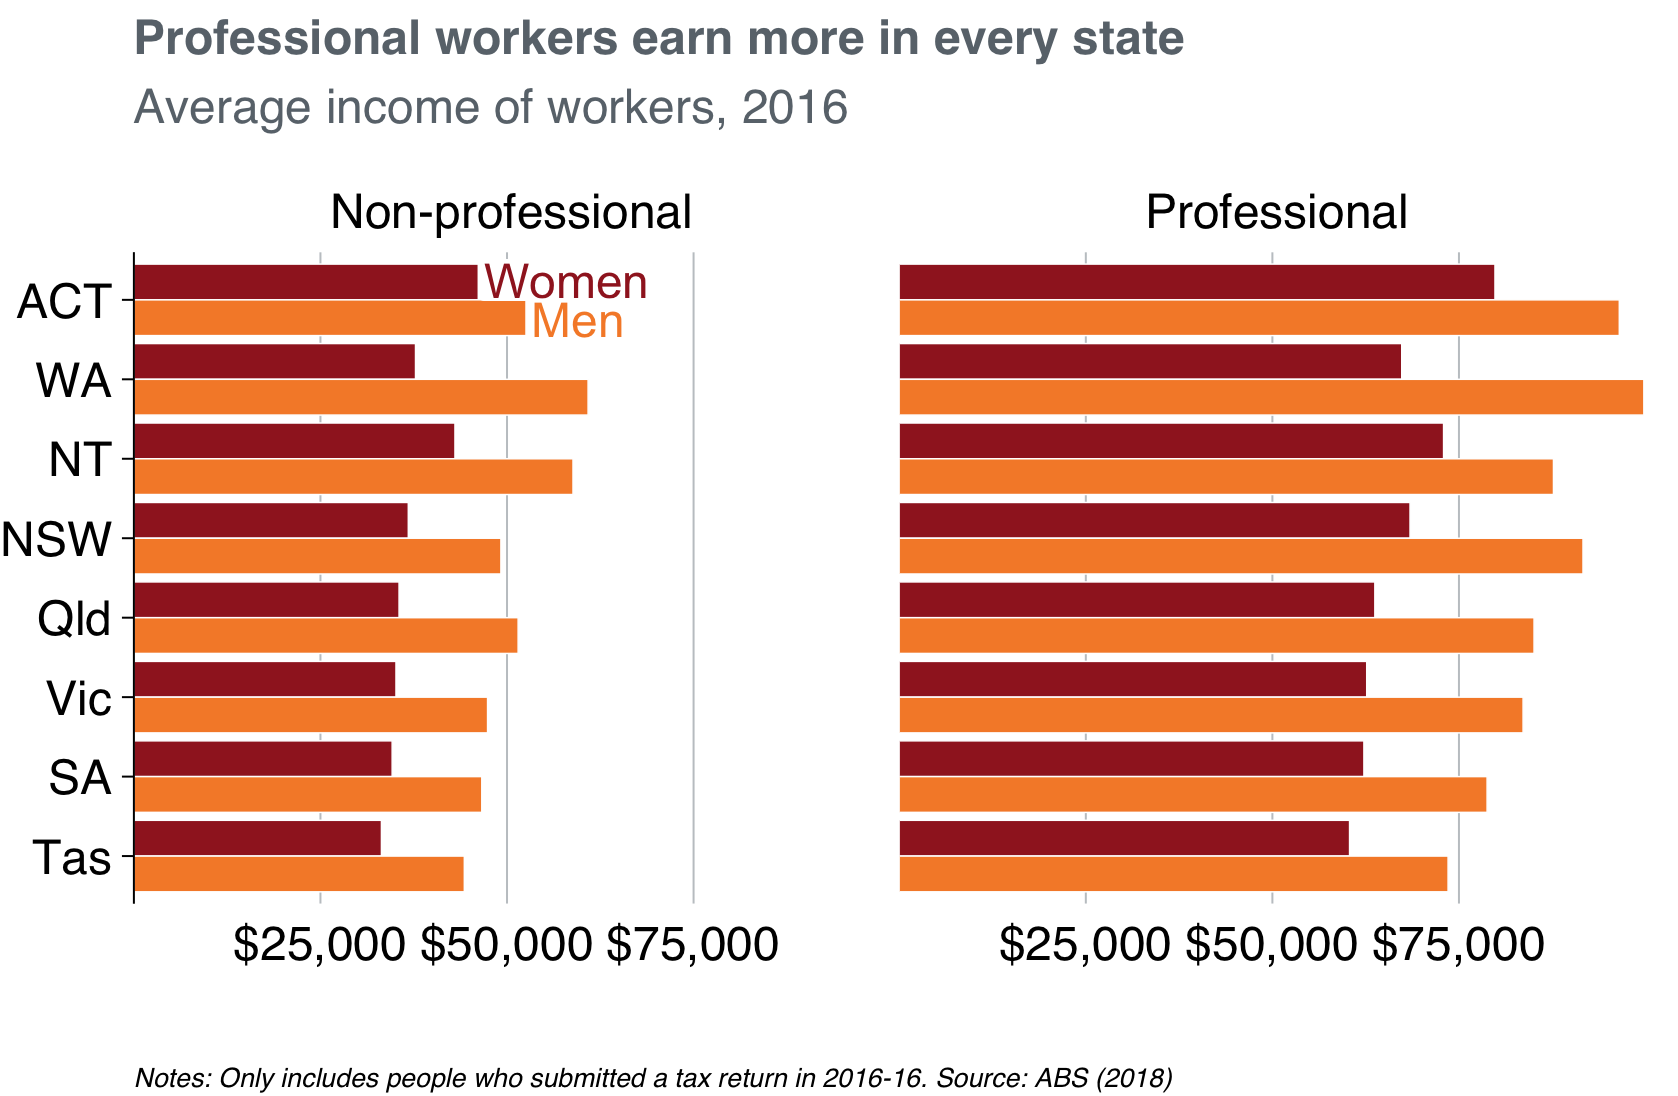 Professional workers earn more in every state
Average income of workers, 2016
Non-professional
Professional
ACT
Women
Men
WA
NT
NSW
Qld
Vic
SA
Tas
$25,000 $50,000 $75,000
$25,000 $50,000 $75,000
Notes: Only includes people who submitted a tax return in 2016-16. Source: ABS (2018)